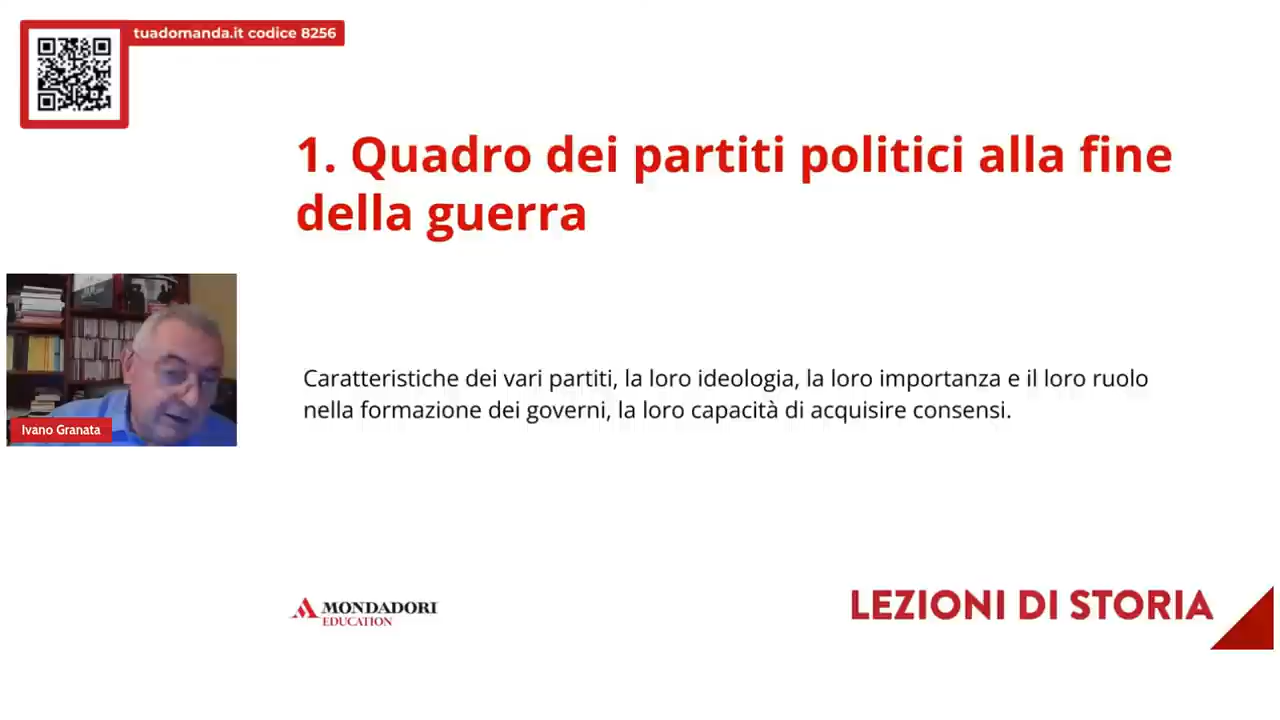 tuadomanda.it codice 8256
1. Quadro dei partiti politici alla fine
della guerra
Ivano Granata
Caratteristiche dei vari partiti, la loro ideologia, la loro importanza e il loro ruolo
nella formazione dei governi, la loro capacità di acquisire consensi.
MONDADORI
EDUCATION
LEZIONI DI STORIA